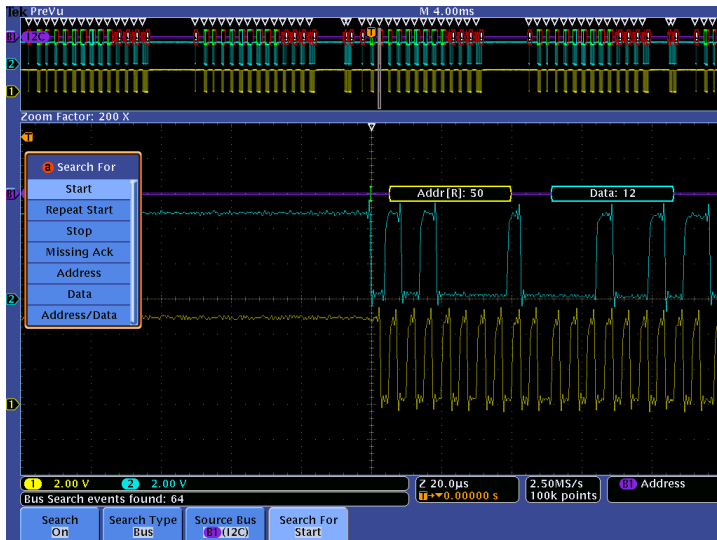 Tek PreVu M 4.00ms
B1 I2C
T
2
1
Zoom Factor: 200 X
T
a Search For
Start
Repeat Start
Stop
Missing Ack
Address
Data
Address/Data
B1 Addr[R]: 50 Data: 12
2
1
1 2.00 V 2 2.00 V
Z 20.0µs
2.50MS/s
B1 Address
T→▼0.00000 s
100k points
Bus Search events found: 64
Search
On
Search Type
Bus
Source Bus
B1 (I2C)
Search For
Start